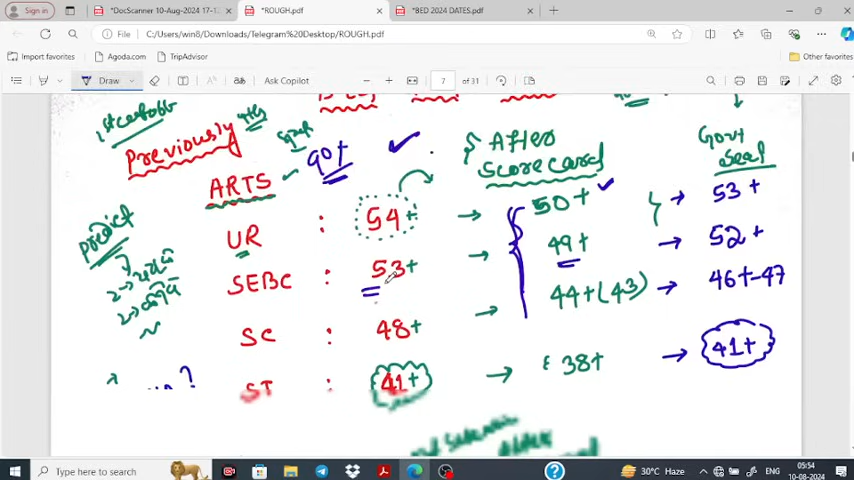 Sign in
*DocScanner 10-Aug-2024 17-12
*ROUGH.pdf
*BED 2024 DATES.pdf
File
C:/Users/win8/Downloads/Telegram%20Desktop/ROUGH.pdf
Import favorites
Agoda.com
TripAdvisor
Other favorites
Draw
Ask Copilot
7 of 31
Previously
90+
After
scorecard
Govt
Seat
ARTS
predict
UR : 54+ → 50+ → 53+
SEBC : 53+ → 49+ → 52+
SC : 48+ → 44+(43) → 46+-47
ST : 41+ → 38+ → 41+
Type here to search
30°C Haze
ENG
05:54
10-08-2024